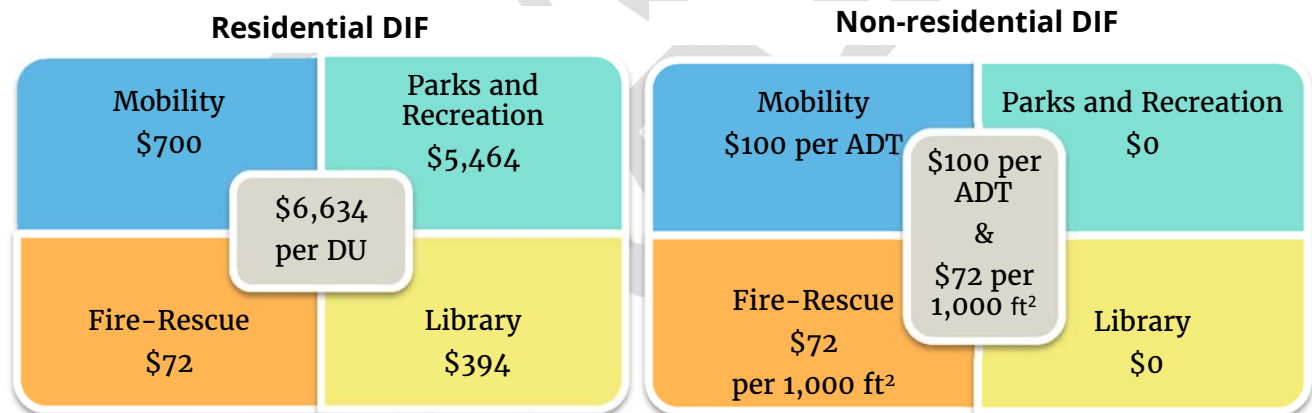 Residential DIF
Mobility
$700
Parks and
Recreation
$5,464
$6,634
per DU
Fire-Rescue
$72
Library
$394
Non-residential DIF
Mobility
$100 per ADT
Parks and Recreation
$0
$100 per
ADT
&
$72 per
1,000 ft²
Fire-Rescue
$72
per 1,000 ft²
Library
$0